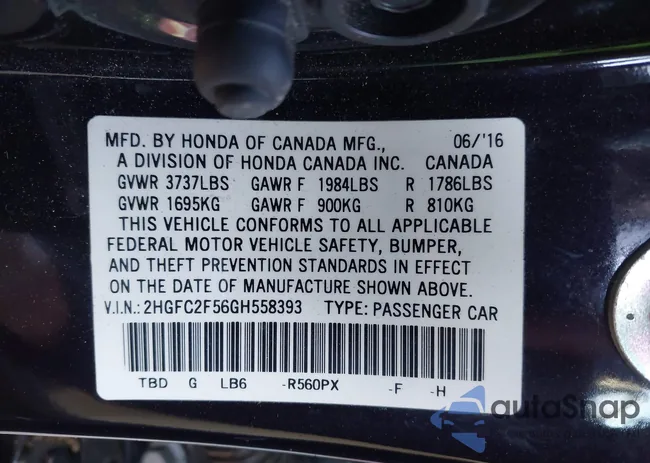 MFD. BY HONDA OF CANADA MFG., 06/'16
A DIVISION OF HONDA CANADA INC. CANADA
GVWR 3737LBS GAWR F 1984LBS R 1786LBS
GVWR 1695KG GAWR F 900KG R 810KG
THIS VEHICLE CONFORMS TO ALL APPLICABLE
FEDERAL MOTOR VEHICLE SAFETY, BUMPER,
AND THEFT PREVENTION STANDARDS IN EFFECT
ON THE DATE OF MANUFACTURE SHOWN ABOVE.
V.I.N.: 2HGFC2F56GH558393 TYPE: PASSENGER CAR
TBD G LB6 -R560PX -F -H
autoSnap